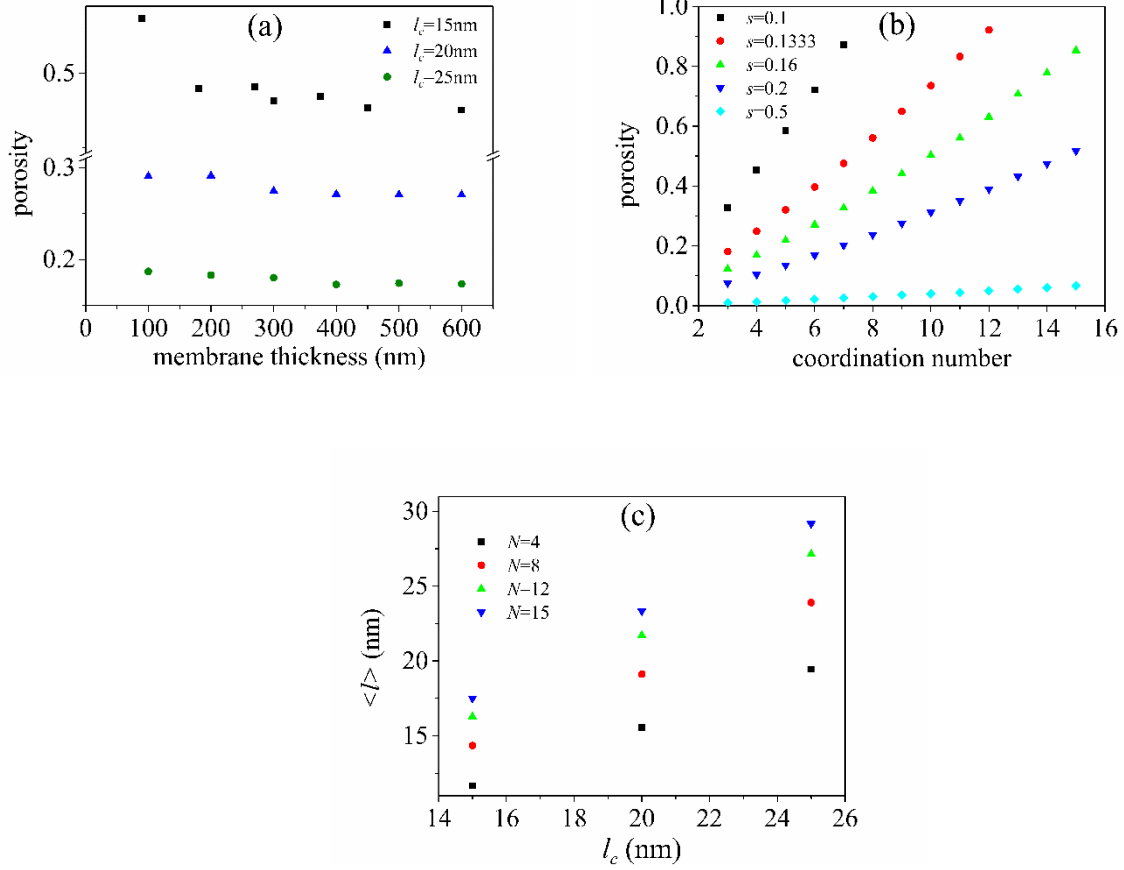 (a)
l_c=15nm
l_c=20nm
l_c=25nm
0.5
0.3
0.2
porosity
0 100 200 300 400 500 600
membrane thickness (nm)
(b)
s=0.1
s=0.1333
s=0.16
s=0.2
s=0.5
1.0
0.8
0.6
0.4
0.2
0.0
porosity
2 4 6 8 10 12 14 16
coordination number
(c)
N=4
N=8
N=12
N=15
30
25
20
15
<l> (nm)
14 16 18 20 22 24 26
l_c (nm)